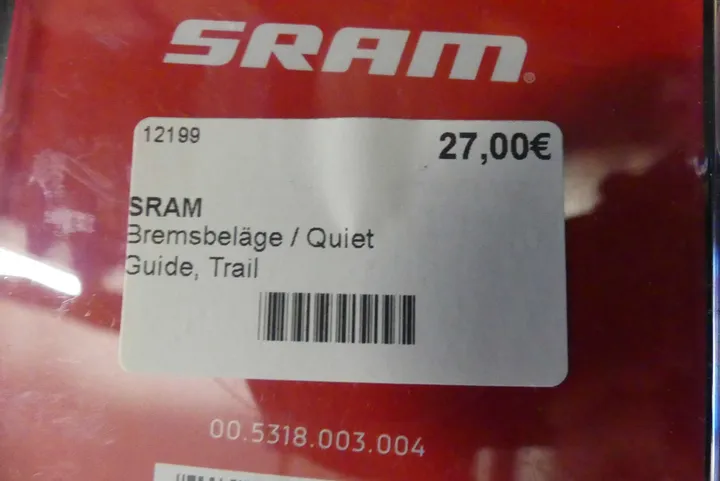 SRAM®
12199
27,00€
SRAM
Bremsbeläge / Quiet
Guide, Trail
00.5318.003.004